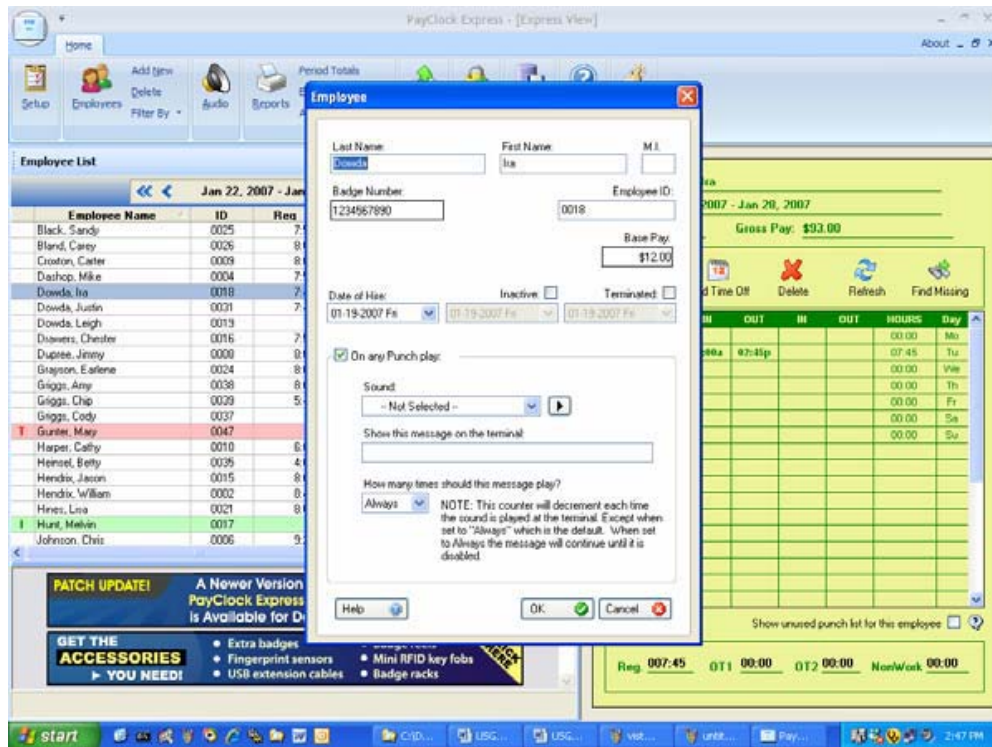 PayClock Express - [Express View]
Home
About
Add New
Delete
Filter By
Setup
Employees
Audio
Reports
Period Totals
Employee
Last Name:
First Name:
M.I.
Dowda
Ira
Badge Number:
Employee ID:
1234567890
0018
Base Pay:
$12.00
Date of Hire:
Inactive:
Terminated:
01-19-2007 Fri
01-19-2007 Fri
01-19-2007 Fri
On any Punch play:
Sound:
-- Not Selected --
Show this message on the terminal:
How many times should this message play?
Always
NOTE: This counter will decrement each time
the sound is played at the terminal. Except when
set to "Always" which is the default. When set
to Always the message will continue until it is
disabled.
Help
OK
Cancel
Employee List
Jan 22, 2007 - Jan
Employee Name ID Reg
Black, Sandy 0025
Bland, Carey 0026
Croxton, Carter 0009
Dashop, Mike 0004
Dowda, Ira 0018
Dowda, Justin 0031
Dowda, Leigh 0019
Drawers, Chester 0016
Dupree, Jimmy 0008
Grayson, Earlene 0024
Griggs, Amy 0038
Griggs, Chip 0039
Griggs, Cody 0037
T Gunter, Mary 0047
Harper, Cathy 0010
Heinsel, Betty 0035
Hendrix, Jason 0015
Hendrix, William 0002
Hines, Lisa 0021
I Hunt, Melvin 0017
Johnson, Chris 0006
2007 - Jan 28, 2007
Gross Pay: $93.00
d Time Off
Delete
Refresh
Find Missing
IN OUT IN OUT HOURS Day
00:00 Mo
02:45p 07:45 Tu
00:00 We
00:00 Th
00:00 Fr
00:00 Sa
00:00 Su
Show unused punch list for this employee
Reg 007:45 OT1 00:00 OT2 00:00 NonWork 00:00
PATCH UPDATE!
A Newer Version
PayClock Express
is Available for D
GET THE
ACCESSORIES
YOU NEED!
• Extra badges
• Fingerprint sensors
• USB extension cables
• Mini RFID key fobs
• Badge racks
start
C:\D...
USG...
USG...
vist...
untit...
Pay...
2:47 PM